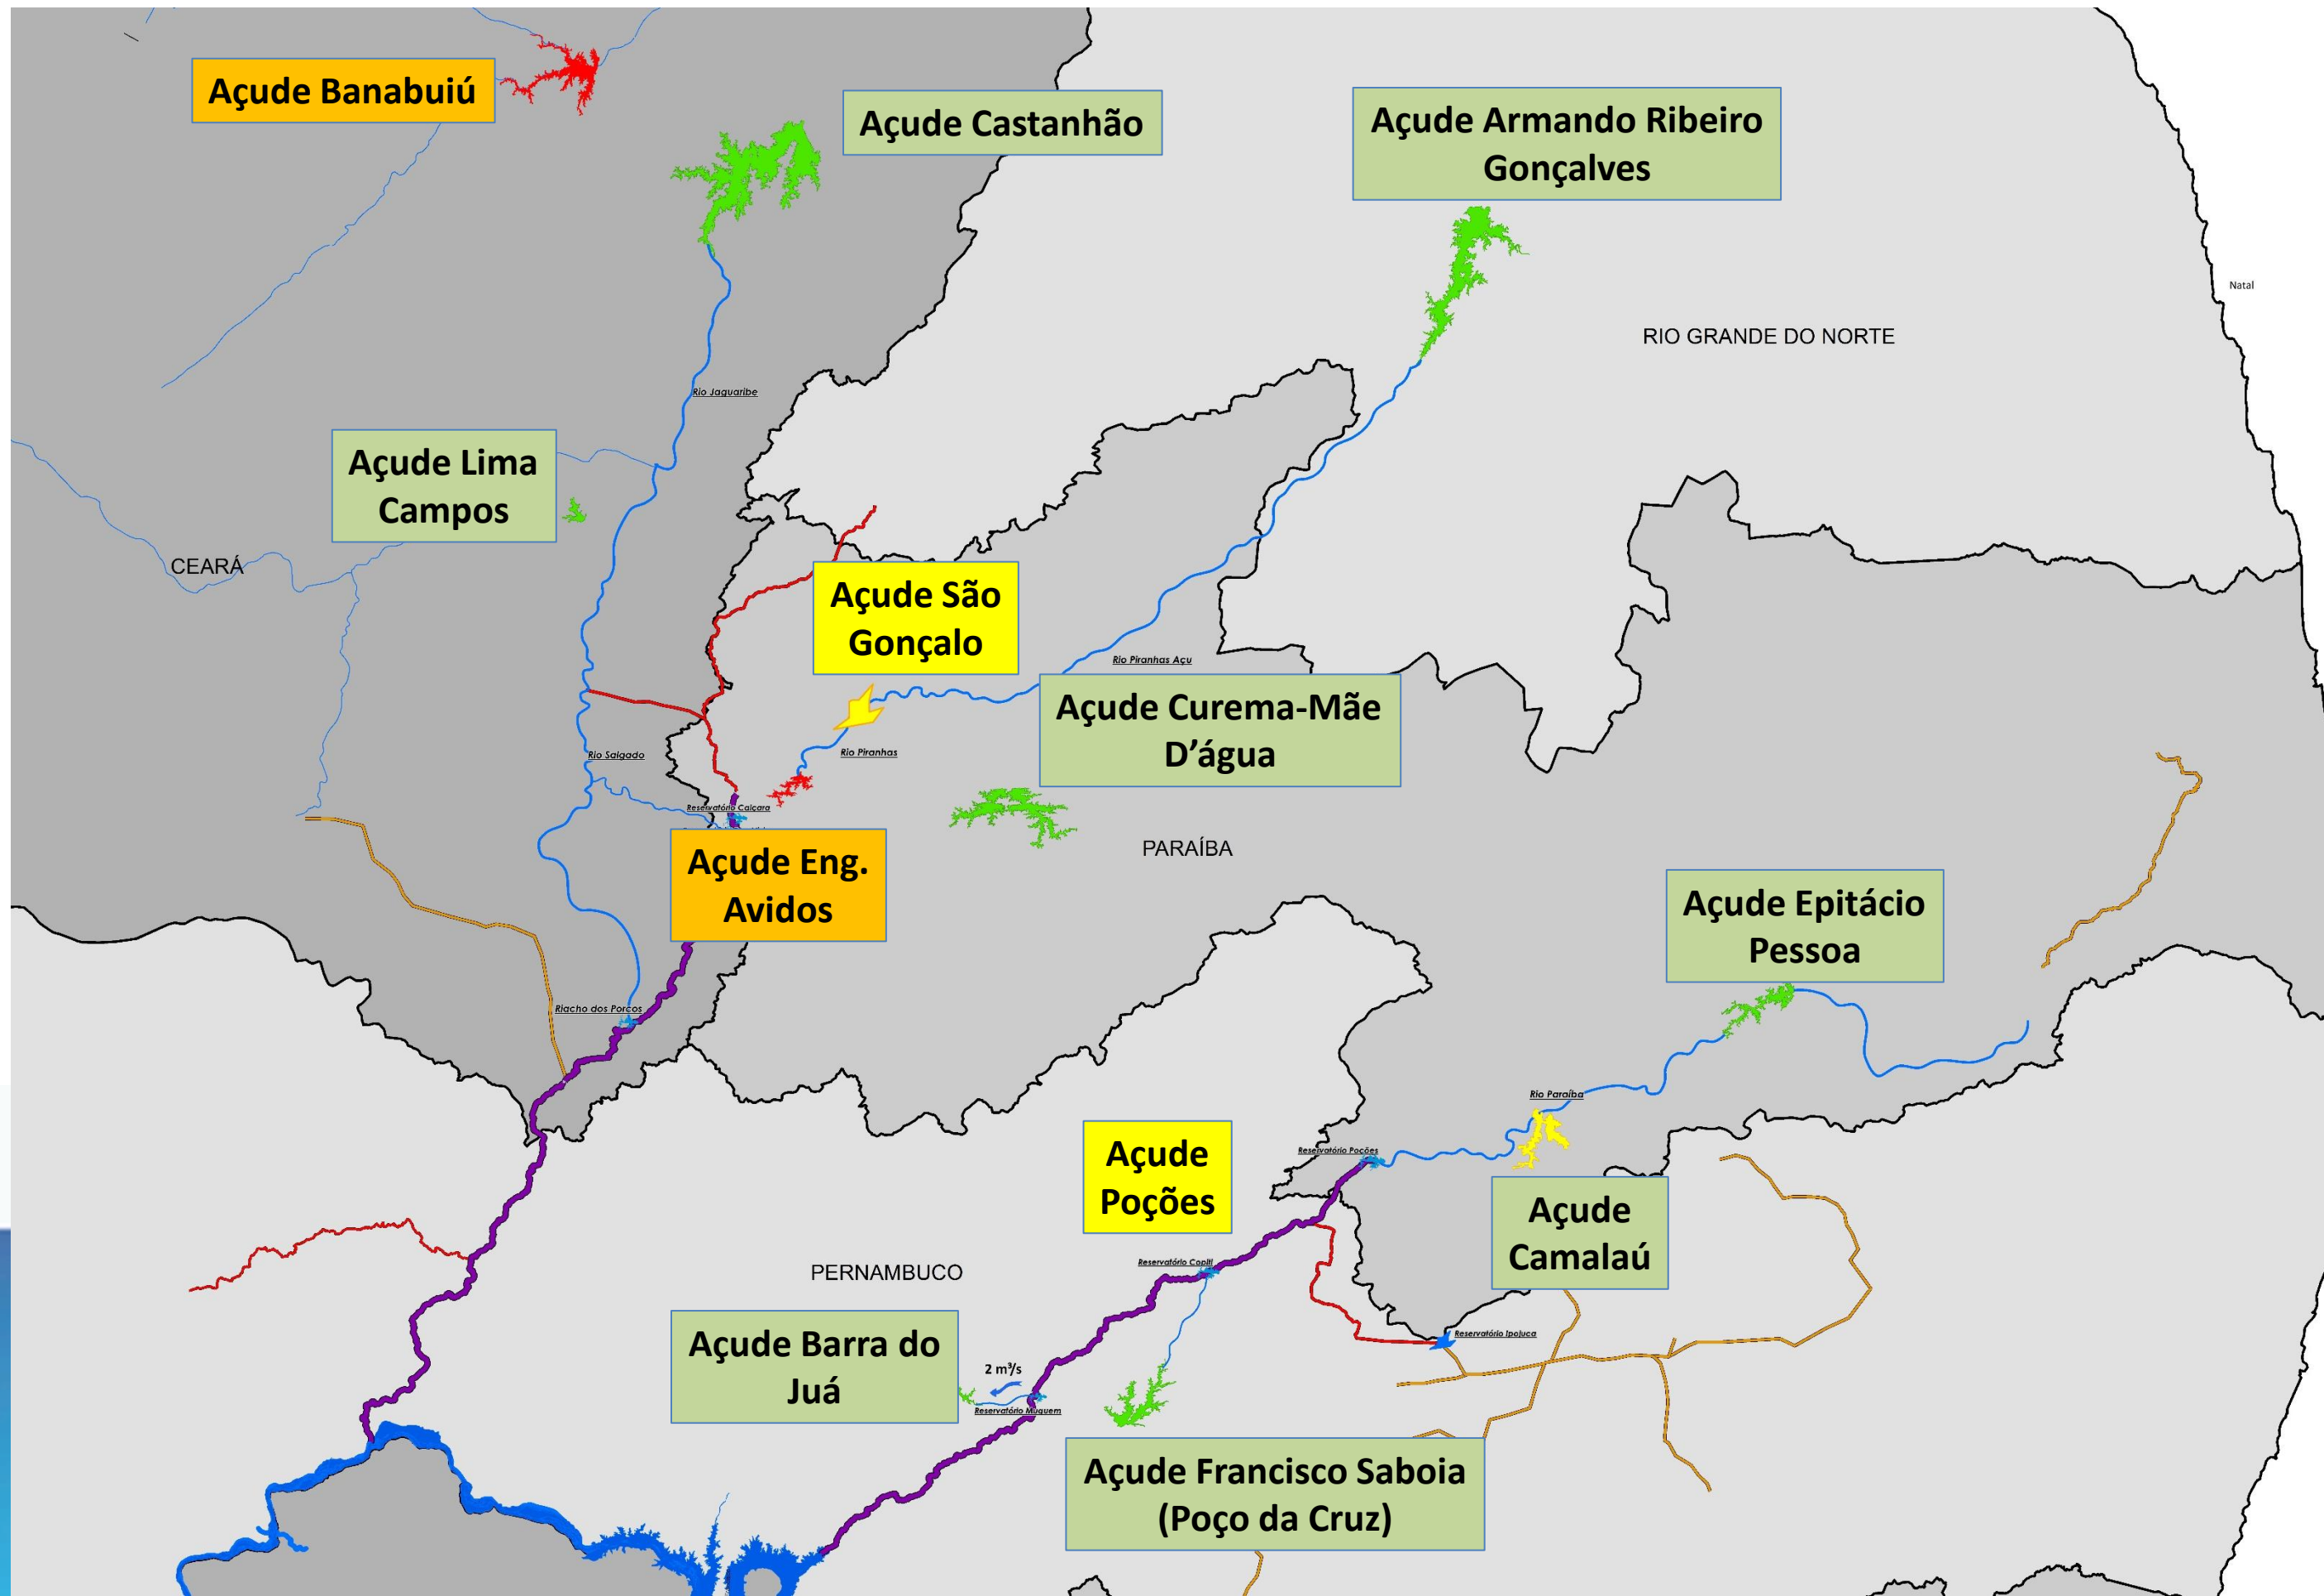 Açude Banabuiú
Açude Castanhão
Açude Armando Ribeiro
Gonçalves
Natal
RIO GRANDE DO NORTE
Rio Jaguaribe
Açude Lima
Campos
CEARÁ
Açude São
Gonçalo
Rio Piranhas Açu
Açude Curema-Mãe
D’água
Rio Salgado
Rio Piranhas
Reservatório Caiçara
Açude Eng.
Avidos
PARAÍBA
Açude Epitácio
Pessoa
Riacho dos Porcos
Rio Paraíba
Açude
Poções
Reservatório Poções
Açude
Camalaú
Reservatório Copiti
PERNAMBUCO
Açude Barra do
Juá
2 m³/s
Reservatório Muquem
Reservatório Ipojuca
Açude Francisco Saboia
(Poço da Cruz)